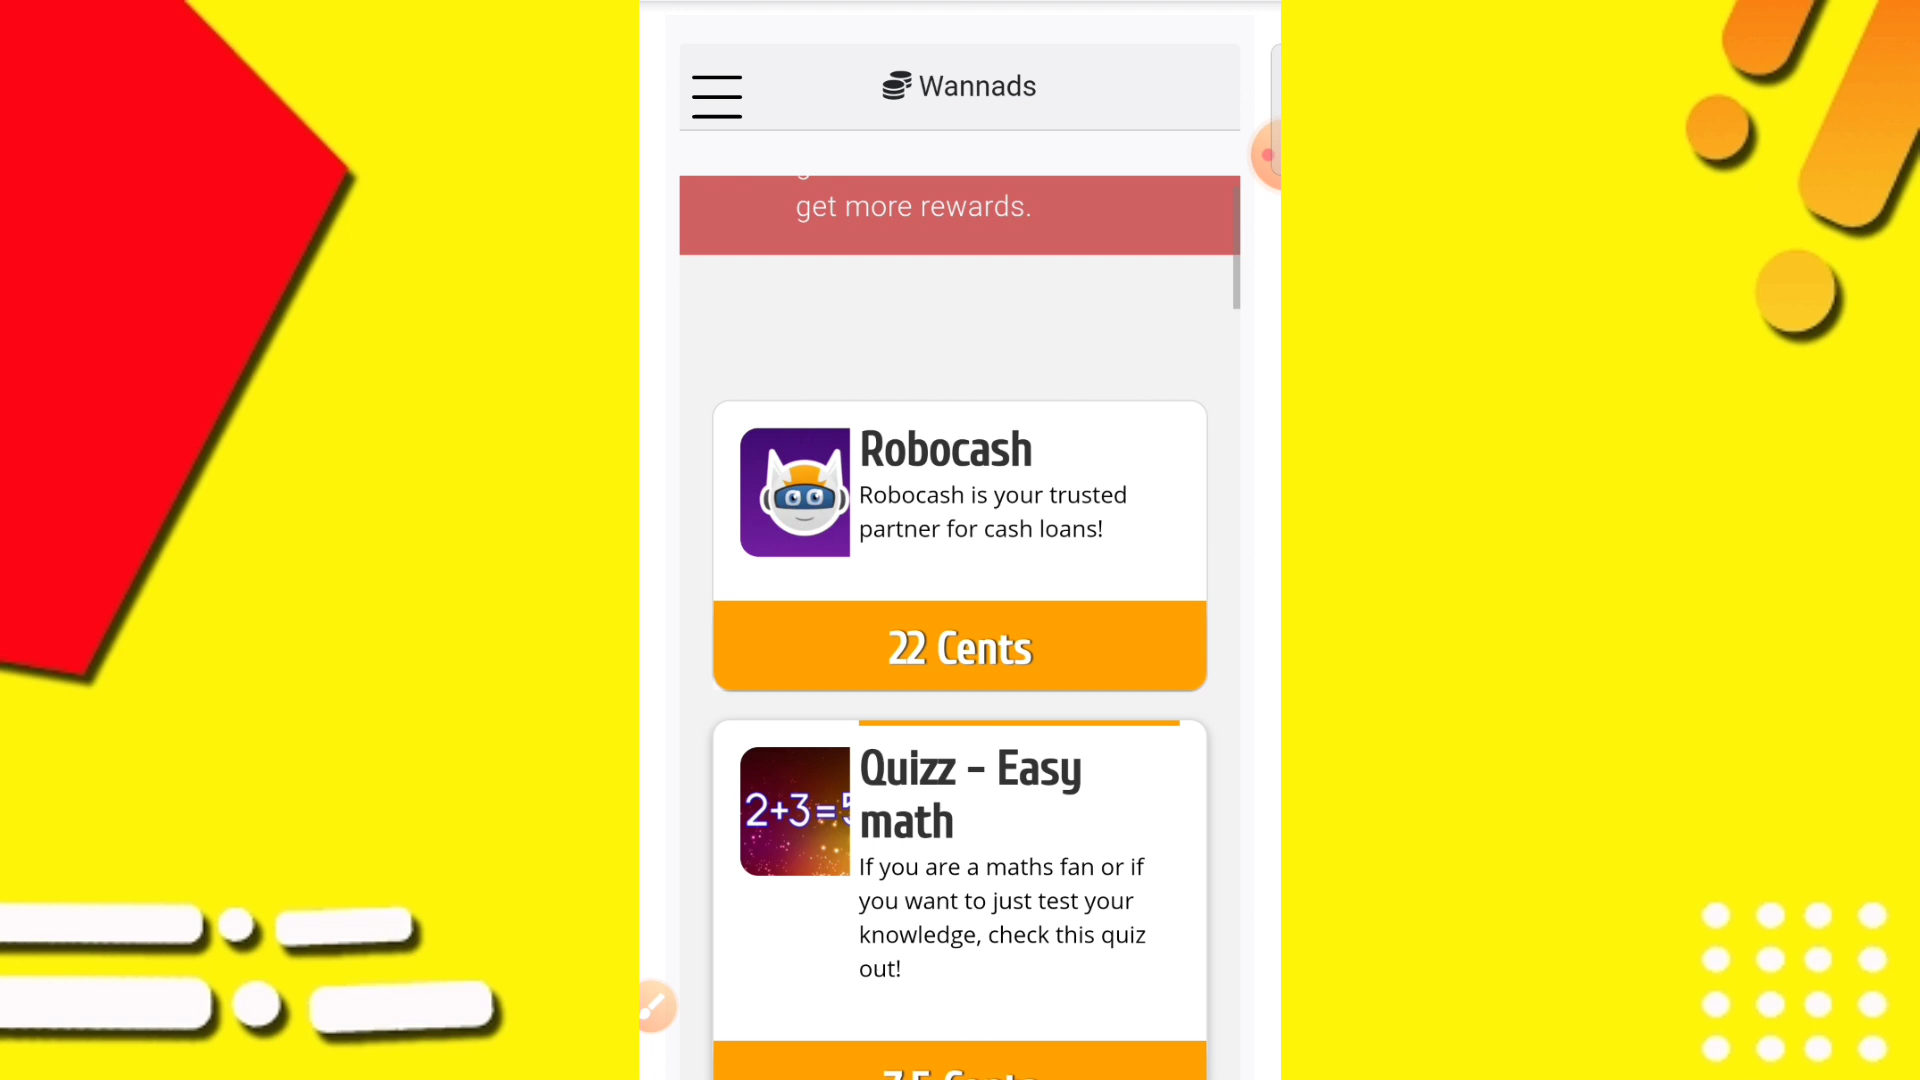 Wannads
get more rewards.
Robocash
Robocash is your trusted
partner for cash loans!
22 Cents
2+3=5
Quizz - Easy
math
If you are a maths fan or if
you want to just test your
knowledge, check this quiz
out!